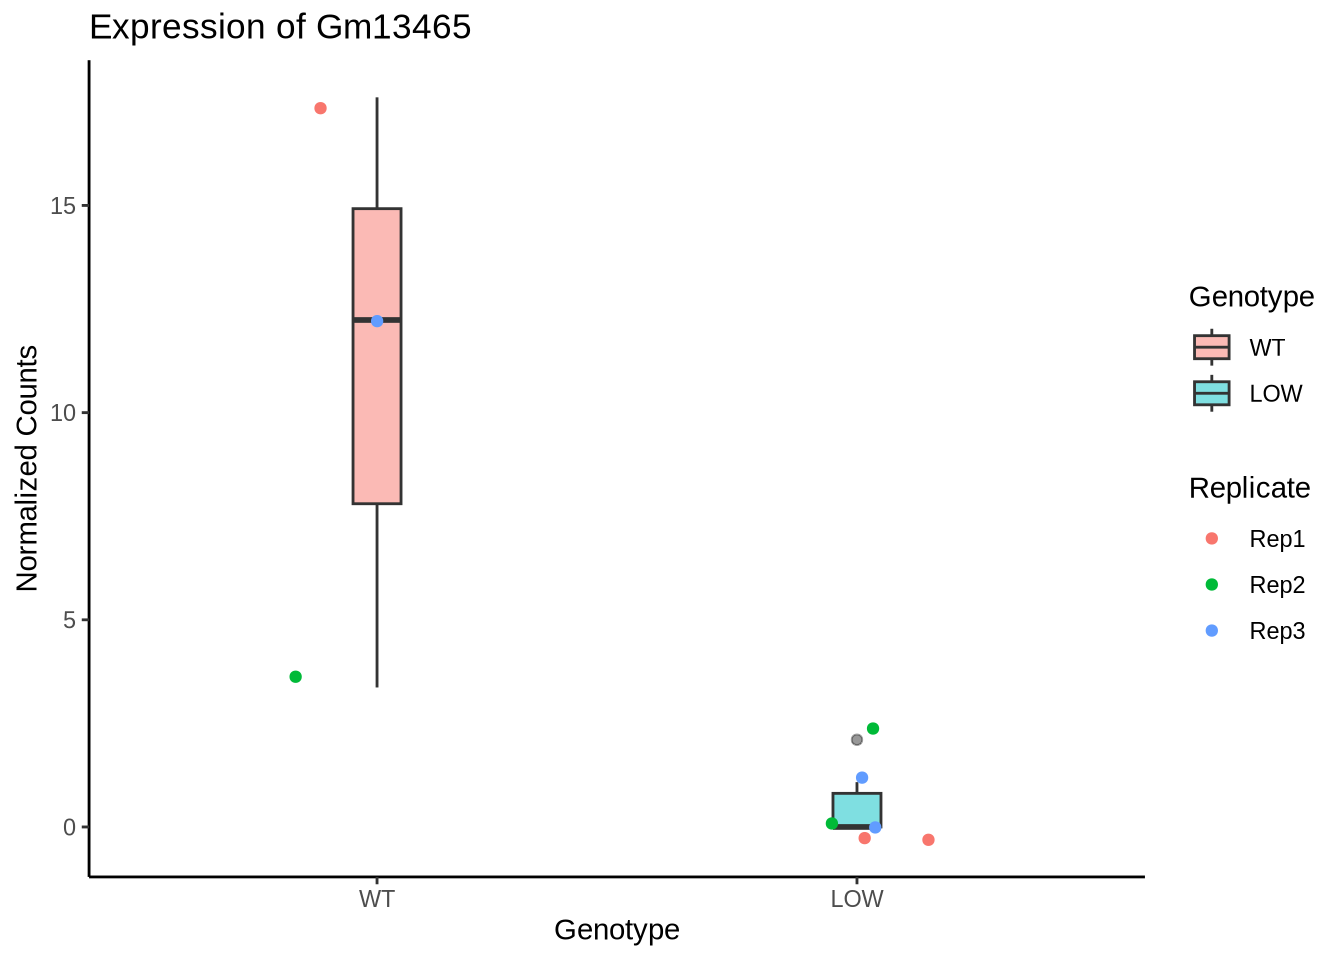 Expression of Gm13465
Normalized Counts
15
10
5
0
WT
LOW
Genotype
Genotype
WT
LOW
Replicate
Rep1
Rep2
Rep3